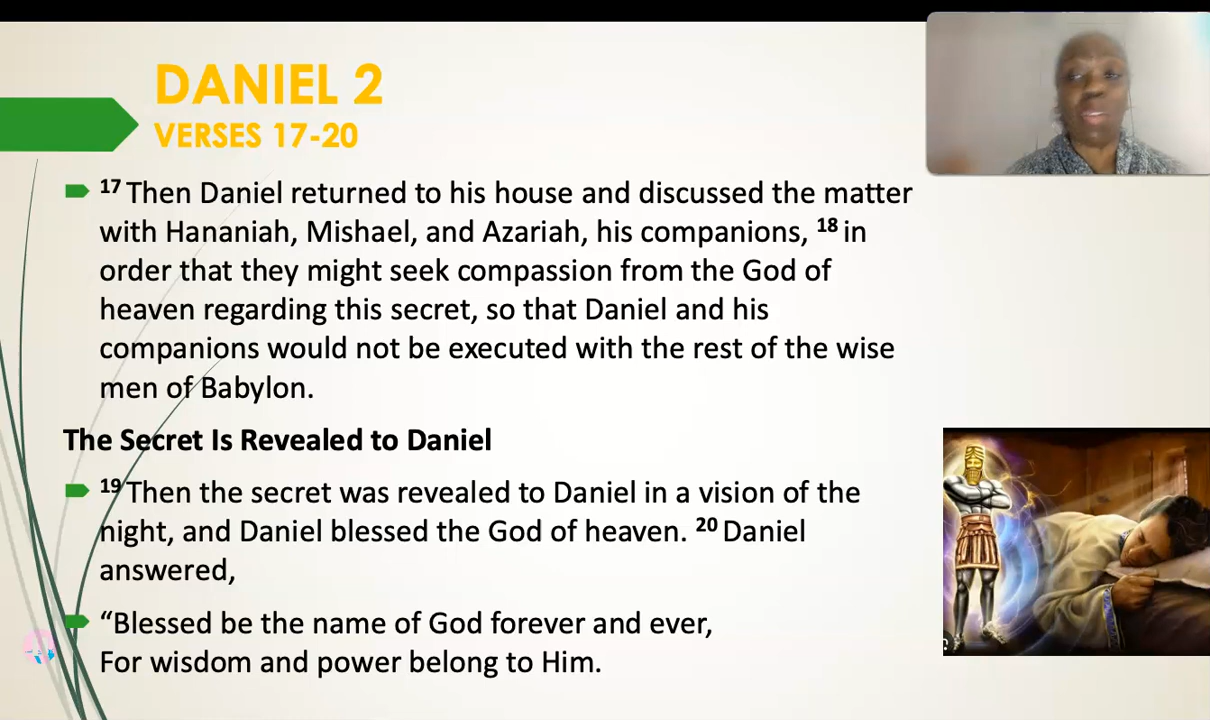 DANIEL 2
VERSES 17-20
17 Then Daniel returned to his house and discussed the matter
with Hananiah, Mishael, and Azariah, his companions, 18 in
order that they might seek compassion from the God of
heaven regarding this secret, so that Daniel and his
companions would not be executed with the rest of the wise
men of Babylon.
The Secret Is Revealed to Daniel
19 Then the secret was revealed to Daniel in a vision of the
night, and Daniel blessed the God of heaven. 20 Daniel
answered,
“Blessed be the name of God forever and ever,
For wisdom and power belong to Him.